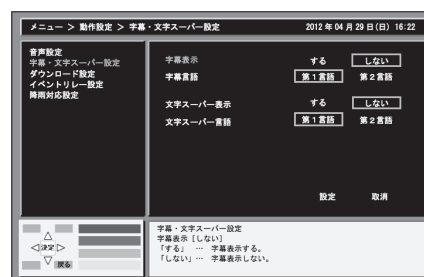 メニュー > 動作設定 > 字幕・文字スーパー設定 2012年04月29日(日) 16:22
音声設定
字幕・文字スーパー設定
ダウンロード設定
イベントリレー設定
降雨対応設定
字幕表示 する しない
字幕言語 第1言語 第2言語
文字スーパー表示 する しない
文字スーパー言語 第1言語 第2言語
設定 取消
決定
戻る
字幕・文字スーパー設定
字幕表示[しない]
「する」 … 字幕表示する。
「しない」… 字幕表示しない。